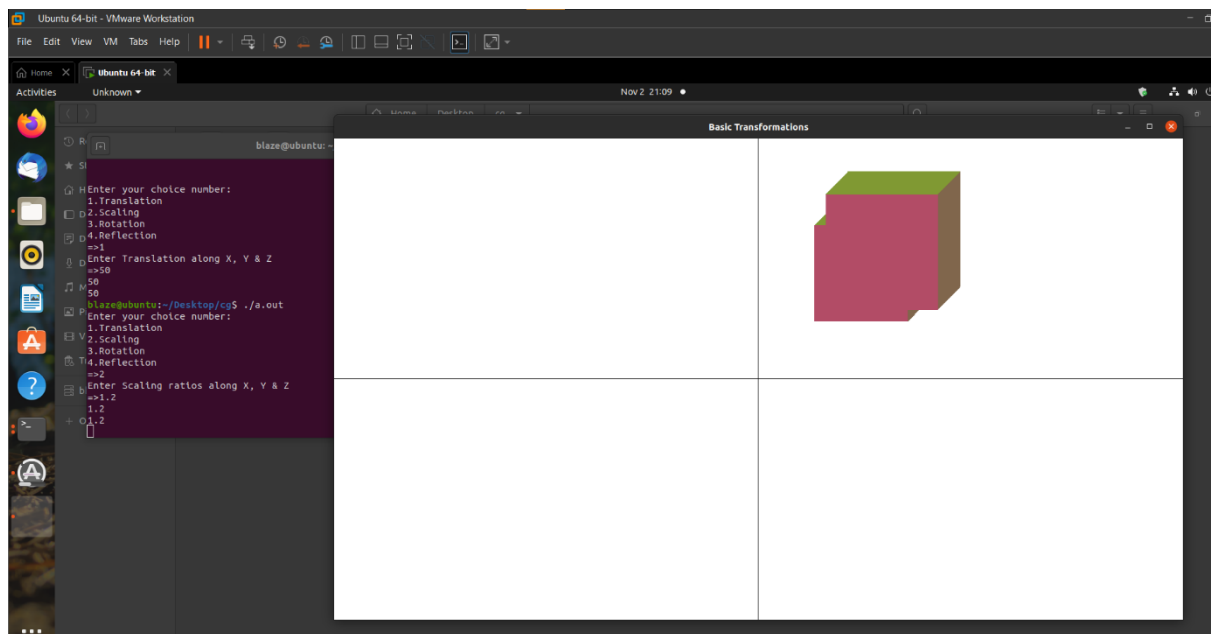 Ubuntu 64-bit - VMware Workstation
File Edit View VM Tabs Help
Home
Ubuntu 64-bit
Activities
Unknown
Nov 2 21:09
Home Desktop
Basic Transformations
blaze@ubuntu: ~
Enter your choice number:
1.Translation
2.Scaling
3.Rotation
4.Reflection
=>1
Enter Translation along X, Y & Z
=>50
50
50
blaze@ubuntu:~/Desktop/cg$ ./a.out
Enter your choice number:
1.Translation
2.Scaling
3.Rotation
4.Reflection
=>2
Enter Scaling ratios along X, Y & Z
=>1.2
1.2
1.2